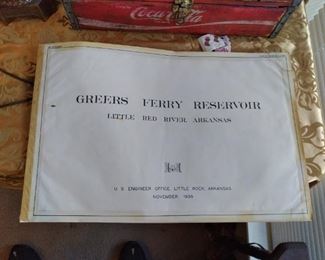 Coca-Cola
GREERS FERRY RESERVOIR
LITTLE RED RIVER, ARKANSAS
U. S. ENGINEER OFFICE, LITTLE ROCK, ARKANSAS
NOVEMBER, 1939